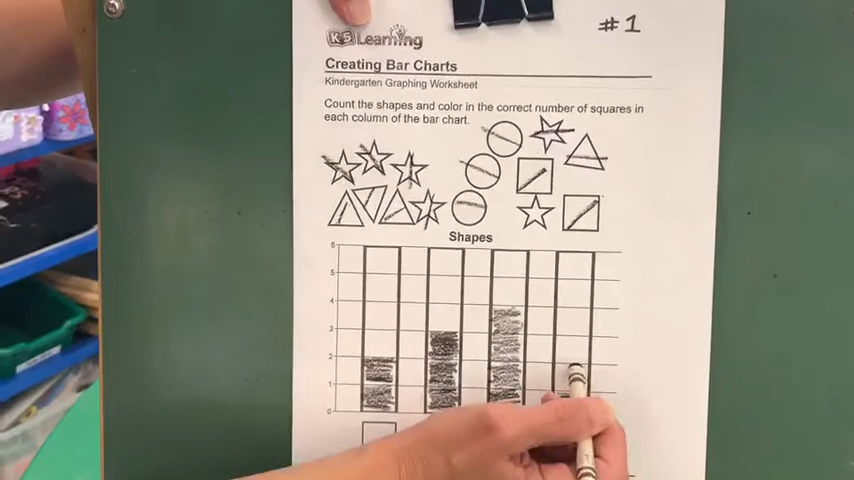 K5 Learning
#1
Creating Bar Charts
Kindergarten Graphing Worksheet
Count the shapes and color in the correct number of squares in
each column of the bar chart.
Shapes
6
5
4
3
2
1
0